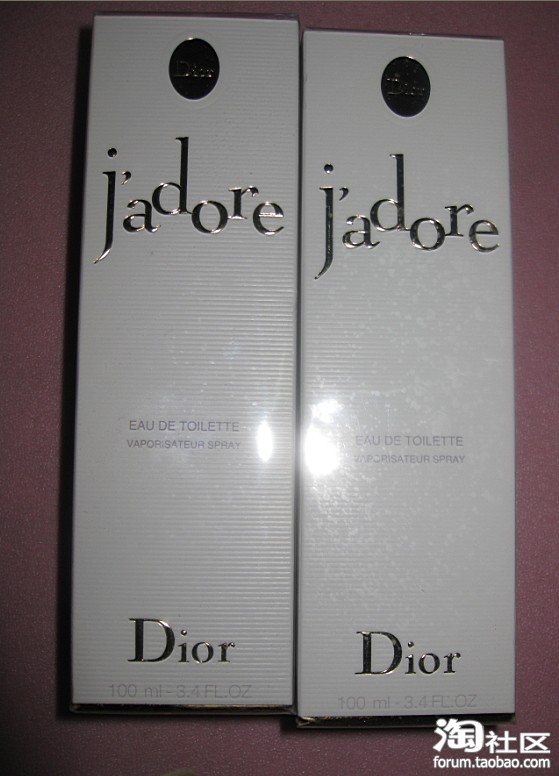 Dior
j'adore
EAU DE TOILETTE
VAPORISATEUR SPRAY
Dior
100 ml - 3.4 FL.OZ
Dior
j'adore
EAU DE TOILETTE
VAPORISATEUR SPRAY
Dior
100 ml - 3.4 FL.OZ
淘社区
forum.taobao.com